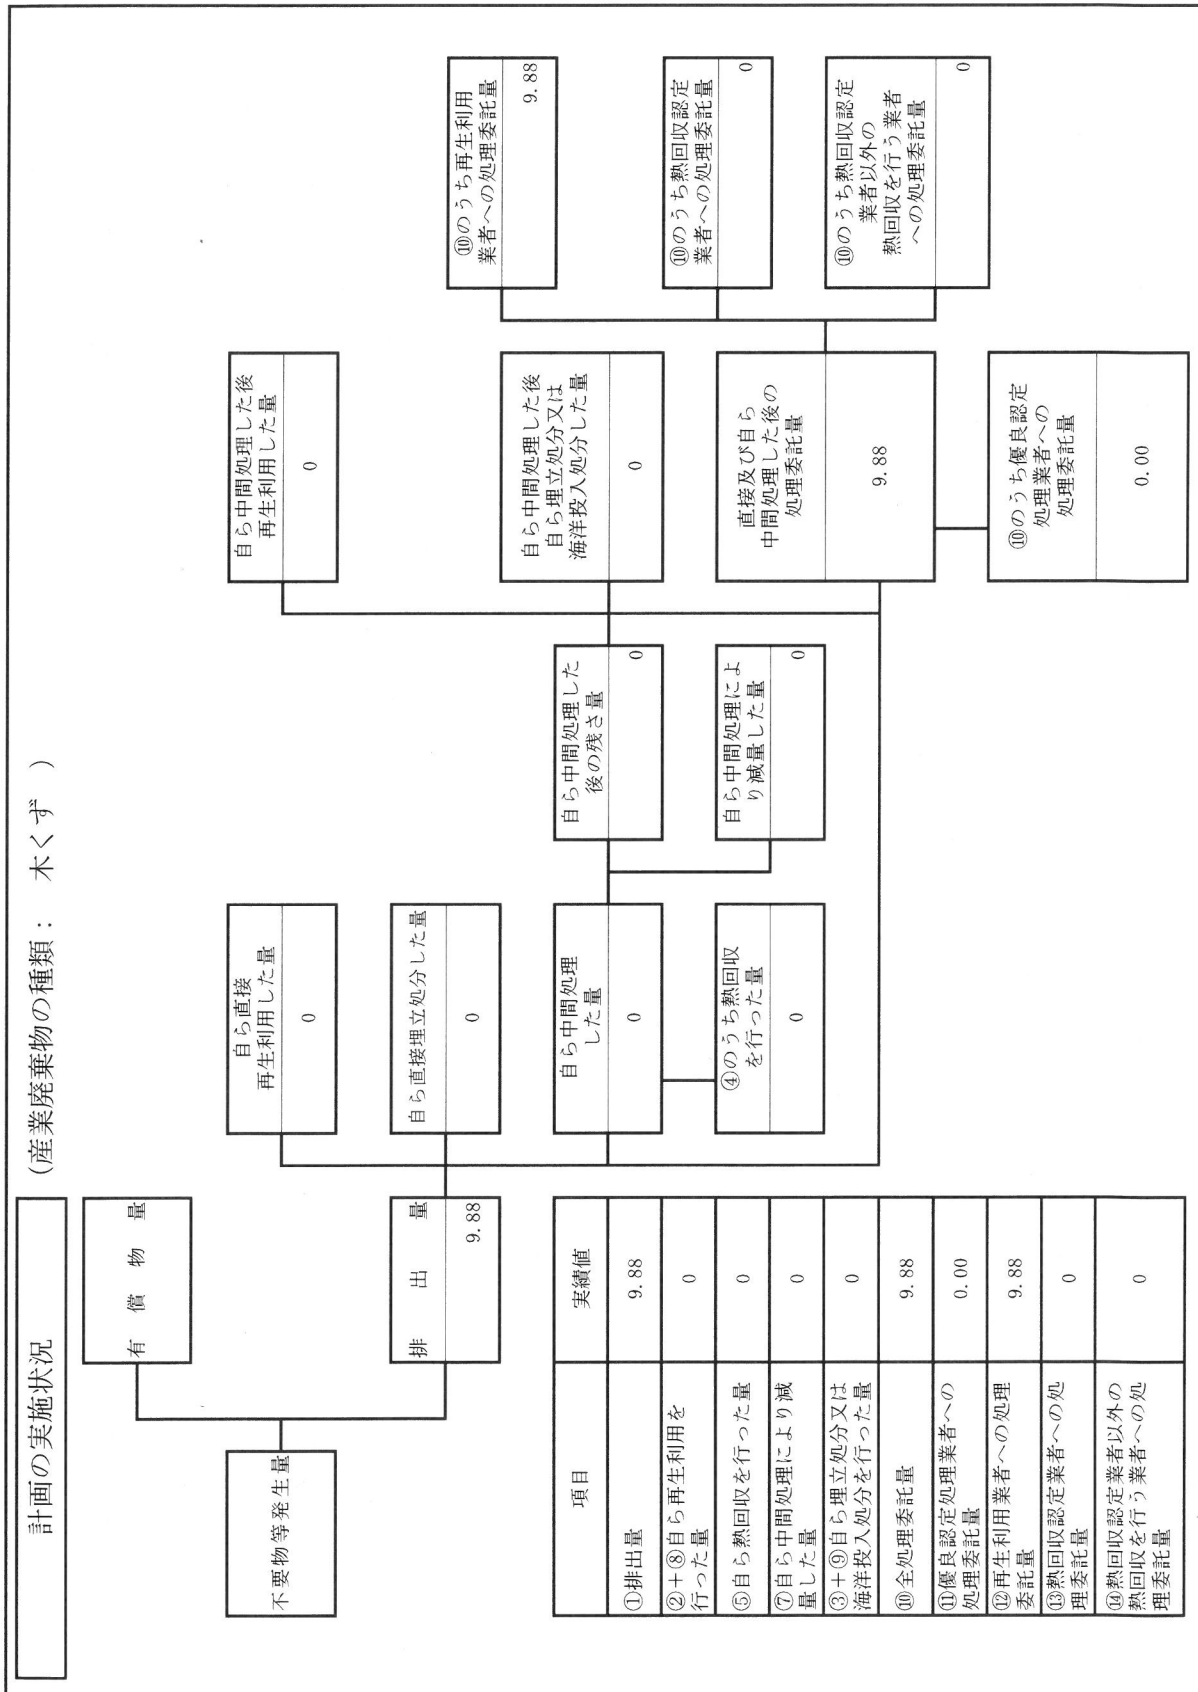 計画の実施状況
(産業廃棄物の種類： 木くず )
不要物等発生量
有償物量
排出量
9.88
自ら直接
再生利用した量
0
自ら直接埋立処分した量
0
自ら中間処理
した量
0
④のうち熱回収
を行った量
0
自ら中間処理した
後の残さ量
0
自ら中間処理によ
り減量した量
0
自ら中間処理した後
再生利用した量
0
自ら中間処理した後
自ら埋立処分又は
海洋投入処分した量
0
直接及び自ら
中間処理した後の
処理委託量
9.88
⑩のうち優良認定
処理業者への
処理委託量
0.00
⑩のうち再生利用
業者への処理委託量
9.88
⑩のうち熱回収認定
業者への処理委託量
0
⑩のうち熱回収認定
業者以外の
熱回収を行う業者
への処理委託量
0
項目 実績値
①排出量 9.88
②＋⑧自ら再生利用を
行った量
0
⑤自ら熱回収を行った量 0
⑦自ら中間処理により減
量した量
0
③＋⑨自ら埋立処分又は
海洋投入処分を行った量
0
⑩全処理委託量 9.88
⑪優良認定処理業者への
処理委託量
0.00
⑫再生利用業者への処理
委託量
9.88
⑬熱回収認定業者への処
理委託量
0
⑭熱回収認定業者以外の
熱回収を行う業者への処
理委託量
0